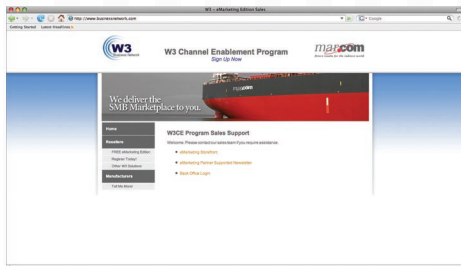 W3 – eMarketing Edition Sales
http://www.businessnetwork.com
Google
Getting Started
Latest Headlines
W3
Business Network
W3 Channel Enablement Program
Sign Up Now
mar.com
We deliver the
SMB Marketplace to you.
Home
Resellers
FREE eMarketing Edition
Register Today!
Other W3 Solutions
Manufacturers
Tell Me More!
W3CE Program Sales Support
Welcome. Please contact our sales team if you require assistance.
eMarketing Storefront
eMarketing Partner Supported Newsletter
Back Office Login